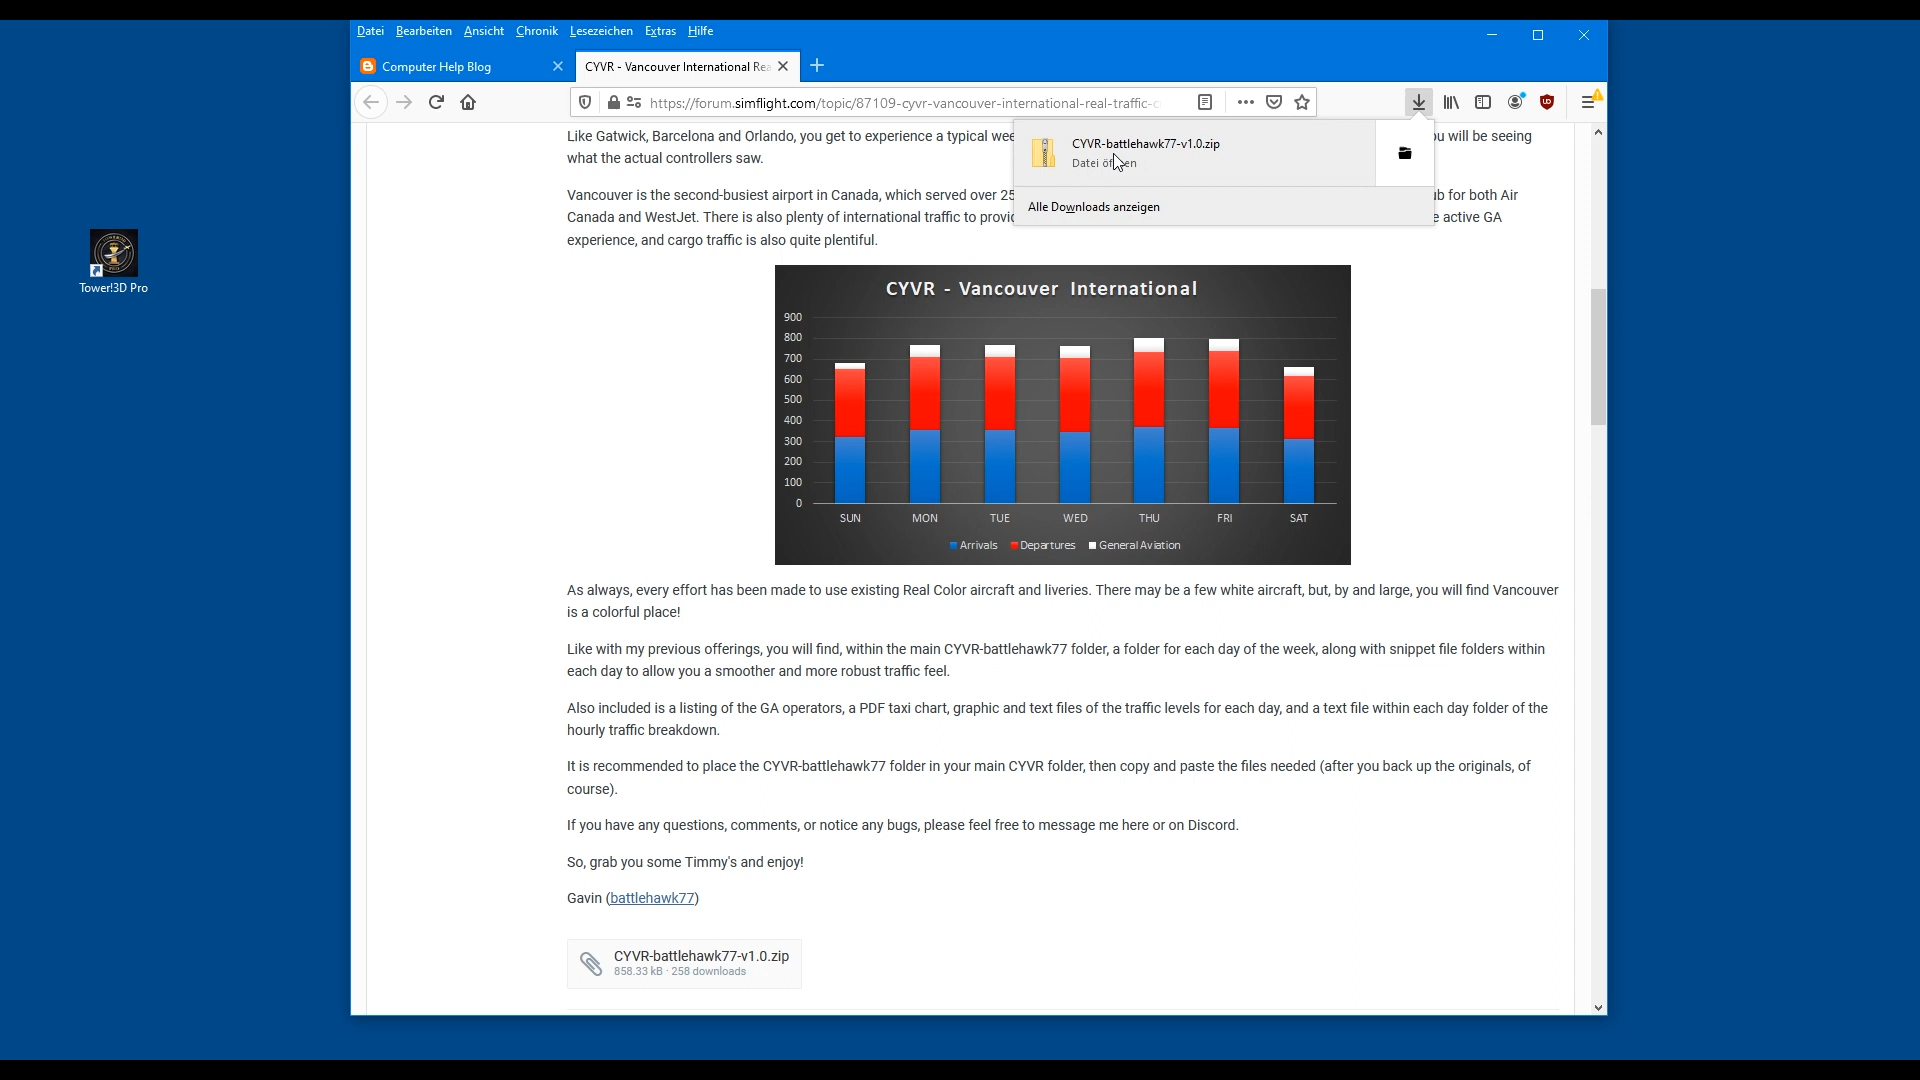 Datei Bearbeiten Ansicht Chronik Lesezeichen Extras Hilfe
Computer Help Blog
CYVR - Vancouver International Rea
https://forum.simflight.com/topic/87109-cyvr-vancouver-international-real-traffic-c
Like Gatwick, Barcelona and Orlando, you get to experience a typical wee
ou will be seeing
what the actual controllers saw.
CYVR-battlehawk77-v1.0.zip
Datei öffnen
Alle Downloads anzeigen
Vancouver is the second-busiest airport in Canada, which served over 25
ub for both Air
Canada and WestJet. There is also plenty of international traffic to provid
e active GA
experience, and cargo traffic is also quite plentiful.
Tower!3D Pro
CYVR - Vancouver International
900
800
700
600
500
400
300
200
100
0
SUN MON TUE WED THU FRI SAT
Arrivals Departures General Aviation
As always, every effort has been made to use existing Real Color aircraft and liveries. There may be a few white aircraft, but, by and large, you will find Vancouver
is a colorful place!
Like with my previous offerings, you will find, within the main CYVR-battlehawk77 folder, a folder for each day of the week, along with snippet file folders within
each day to allow you a smoother and more robust traffic feel.
Also included is a listing of the GA operators, a PDF taxi chart, graphic and text files of the traffic levels for each day, and a text file within each day folder of the
hourly traffic breakdown.
It is recommended to place the CYVR-battlehawk77 folder in your main CYVR folder, then copy and paste the files needed (after you back up the originals, of
course).
If you have any questions, comments, or notice any bugs, please feel free to message me here or on Discord.
So, grab you some Timmy's and enjoy!
Gavin (battlehawk77)
CYVR-battlehawk77-v1.0.zip
858.33 kB · 258 downloads